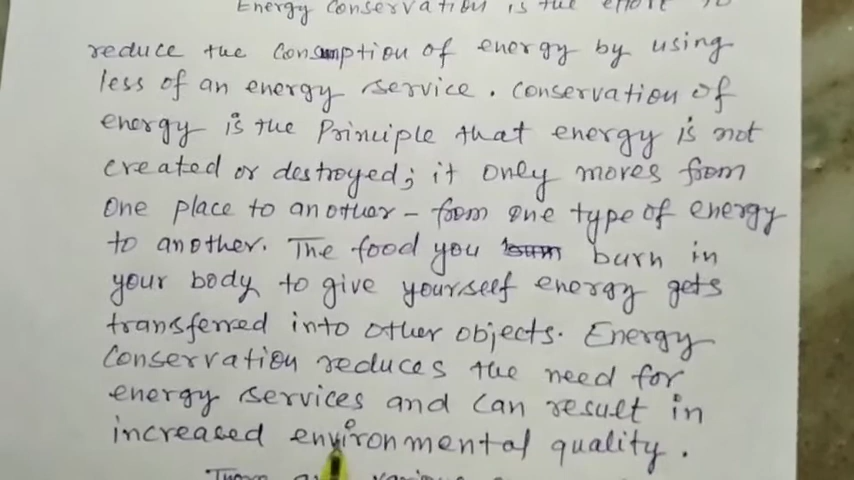 Energy conservation is the effort to
reduce the consumption of energy by using
less of an energy service. Conservation of
energy is the Principle that energy is not
created or destroyed; it only moves from
one place to another - from one type of energy
to another. The food you burn in
your body to give yourself energy gets
transferred into other objects. Energy
Conservation reduces the need for
energy services and can result in
increased environmental quality.